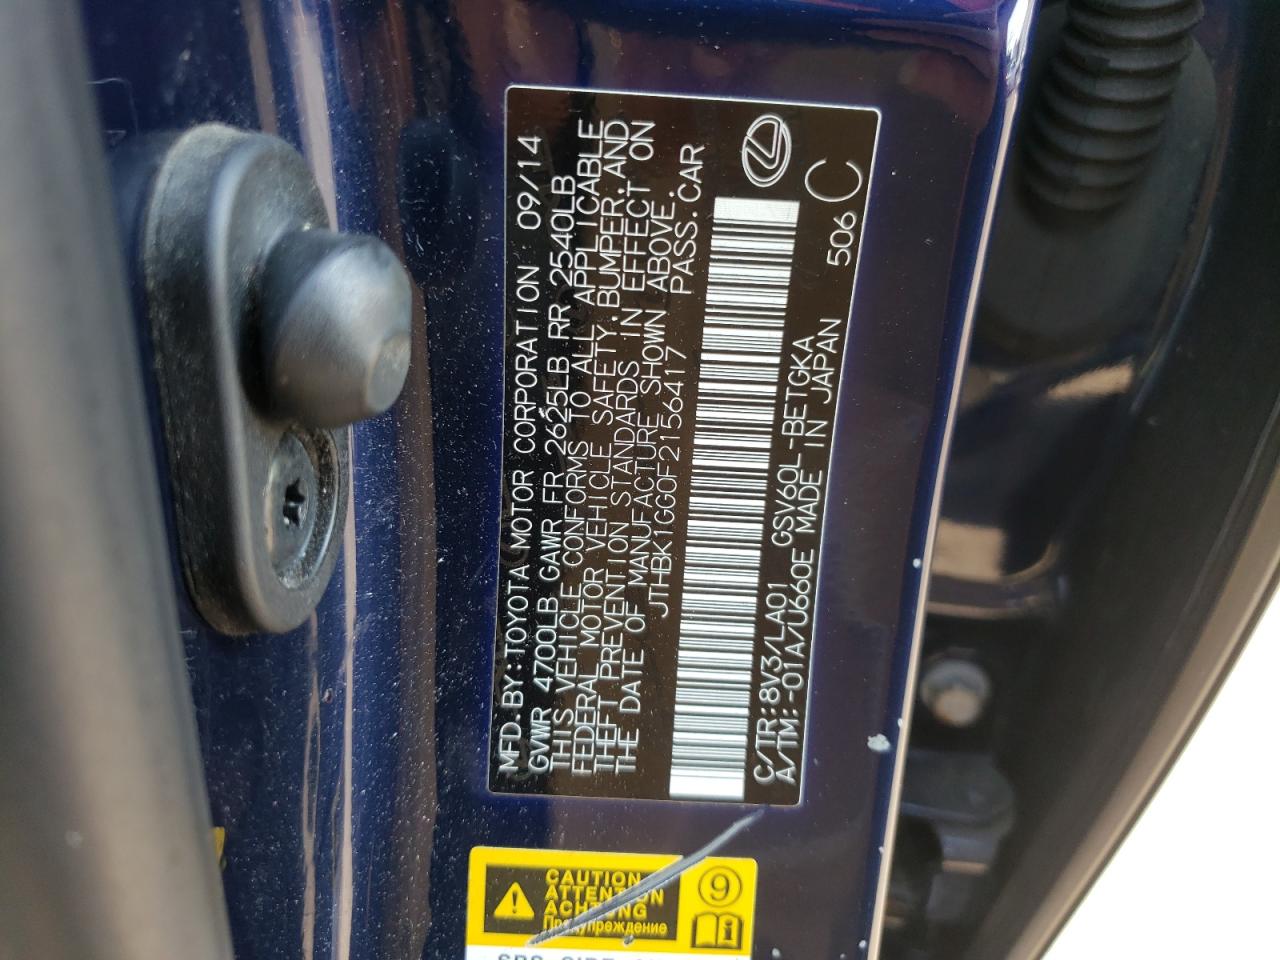 MFD.BY:TOYOTA MOTOR CORPORATION 09/14
GVWR 4700LB GAWR FR 2625LB RR 2540LB
THIS VEHICLE CONFORMS TO ALL APPLICABLE
FEDERAL MOTOR VEHICLE SAFETY,BUMPER,AND
THEFT PREVENTION STANDARDS IN EFFECT ON
THE DATE OF MANUFACTURE SHOWN ABOVE.
JTHBK1GG0F2156417 PASS.CAR
C/TR:8V3/LA01 GSV60L-BETGKA
A/TM:-01A/U660E MADE IN JAPAN 506 C
CAUTION
ATTENTION
ACHTUNG
Предупреждение
9